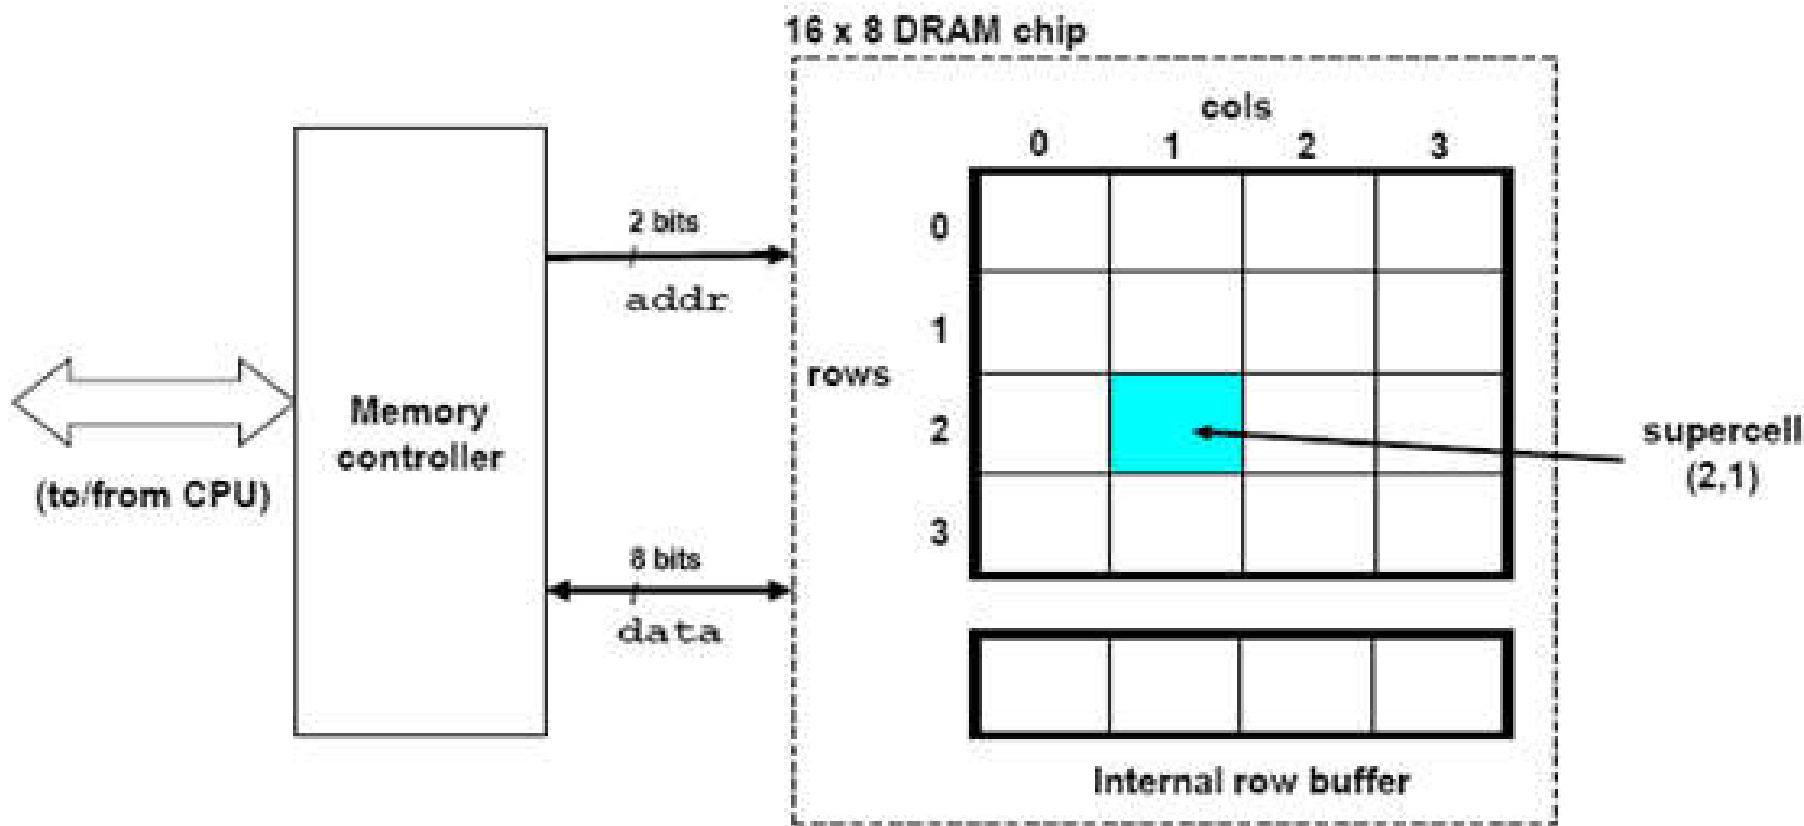 16 x 8 DRAM chip
cols
0 1 2 3
0
1
rows
2
3
2 bits
addr
Memory
controller
(to/from CPU)
8 bits
data
supercell
(2,1)
Internal row buffer